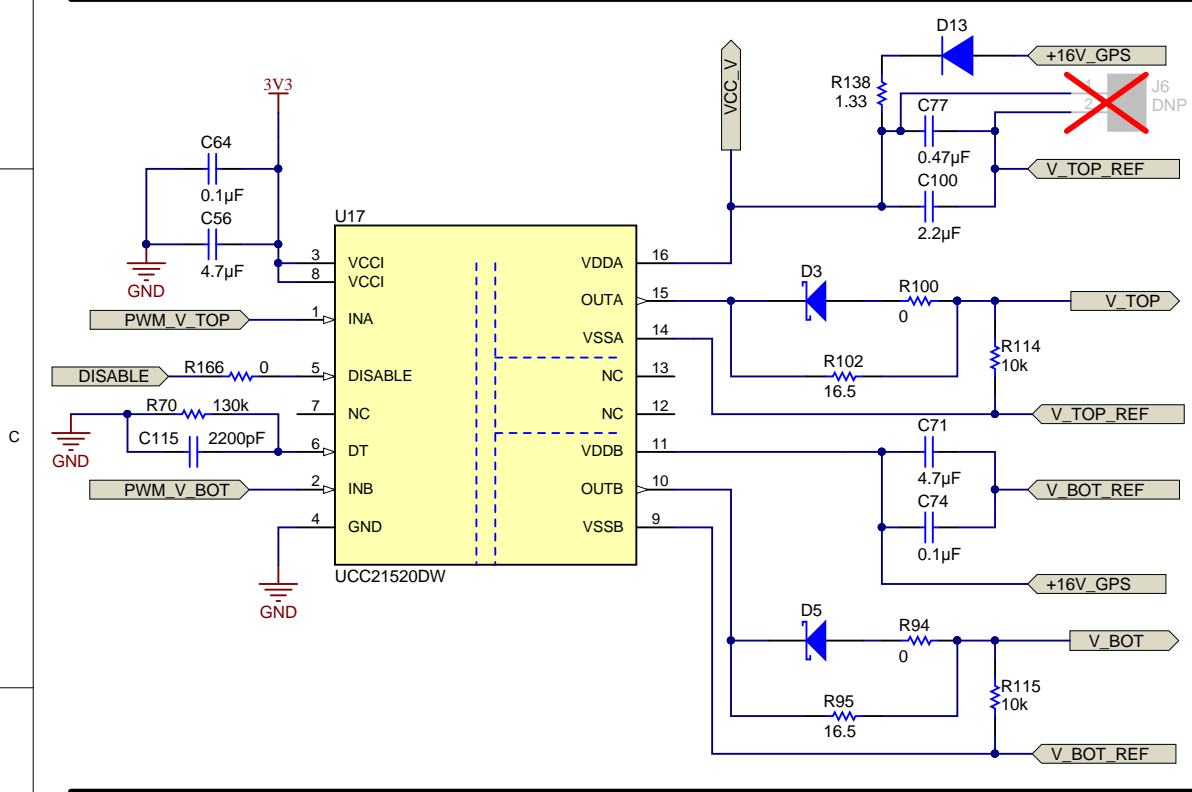 D13
+16V_GPS
3V3
VCC_V
R138
1.33
1
2
J6
DNP
C77
0.47µF
C64
0.1µF
V_TOP_REF
C100
2.2µF
C56
4.7µF
GND
U17
3
VCCI
8
VCCI
VDDA
16
D3
R100
0
PWM_V_TOP
1
INA
OUTA
15
V_TOP
VSSA
14
R114
10k
R102
16.5
DISABLE
R166
0
5
DISABLE
NC
13
R70
130k
7
NC
NC
12
V_TOP_REF
C
GND
C115
2200pF
6
DT
VDDB
11
C71
4.7µF
PWM_V_BOT
2
INB
OUTB
10
V_BOT_REF
C74
0.1µF
4
GND
VSSB
9
UCC21520DW
+16V_GPS
GND
D5
R94
0
V_BOT
R115
10k
R95
16.5
V_BOT_REF